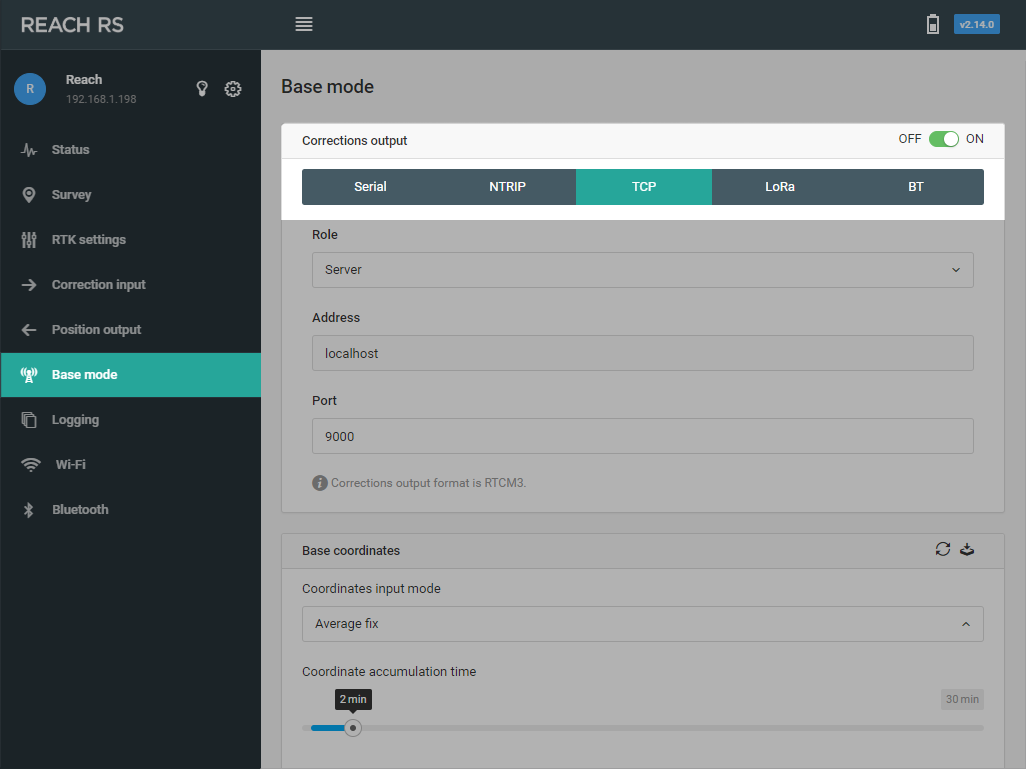 REACH RS
v2.14.0
R
Reach
192.168.1.198
Status
Survey
RTK settings
Correction input
Position output
Base mode
Logging
Wi-Fi
Bluetooth
Base mode
Corrections output
OFF ON
Serial NTRIP TCP LoRa BT
Role
Server
Address
localhost
Port
9000
Corrections output format is RTCM3.
Base coordinates
Coordinates input mode
Average fix
Coordinate accumulation time
2 min 30 min